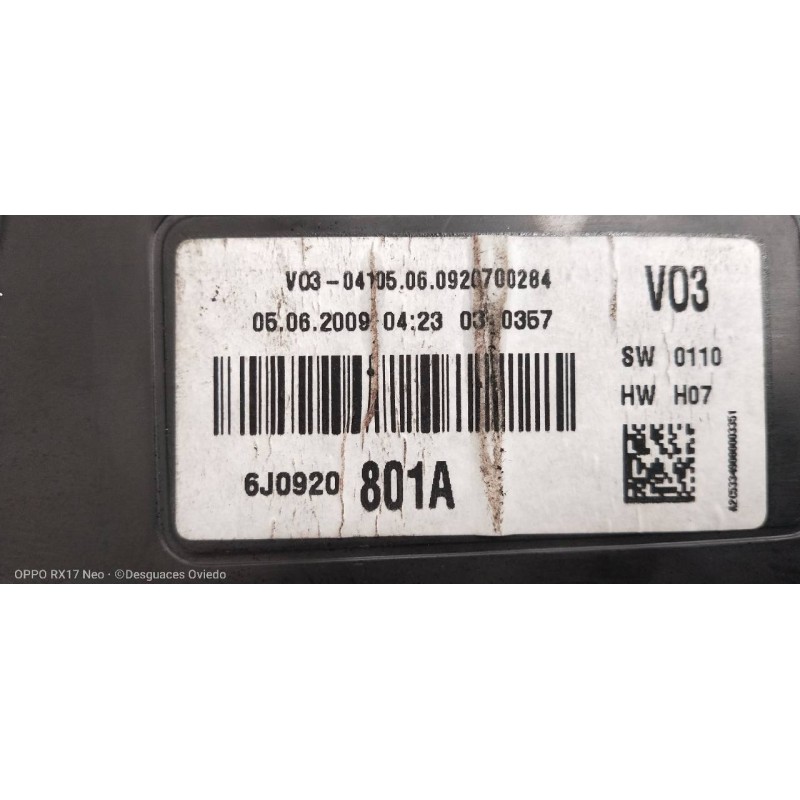 V03-04105.06.0920700284
05.06.2009 04:23 03 0357
6J0920 801A
V03
SW 0110
HW H07
OPPO RX17 Neo · ©Desguaces Oviedo